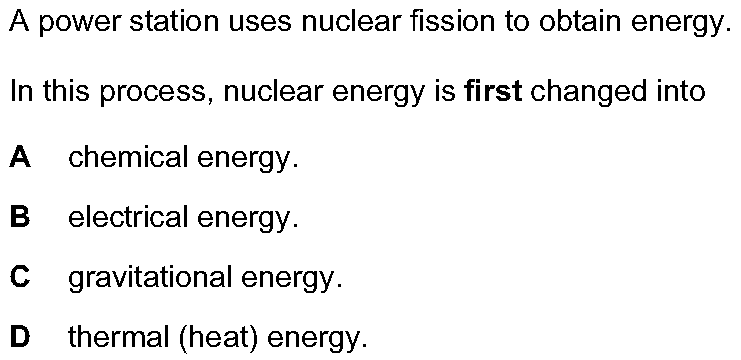 A power station uses nuclear fission to obtain energy.
In this process, nuclear energy is first changed into
A chemical energy.
B electrical energy.
C gravitational energy.
D thermal (heat) energy.